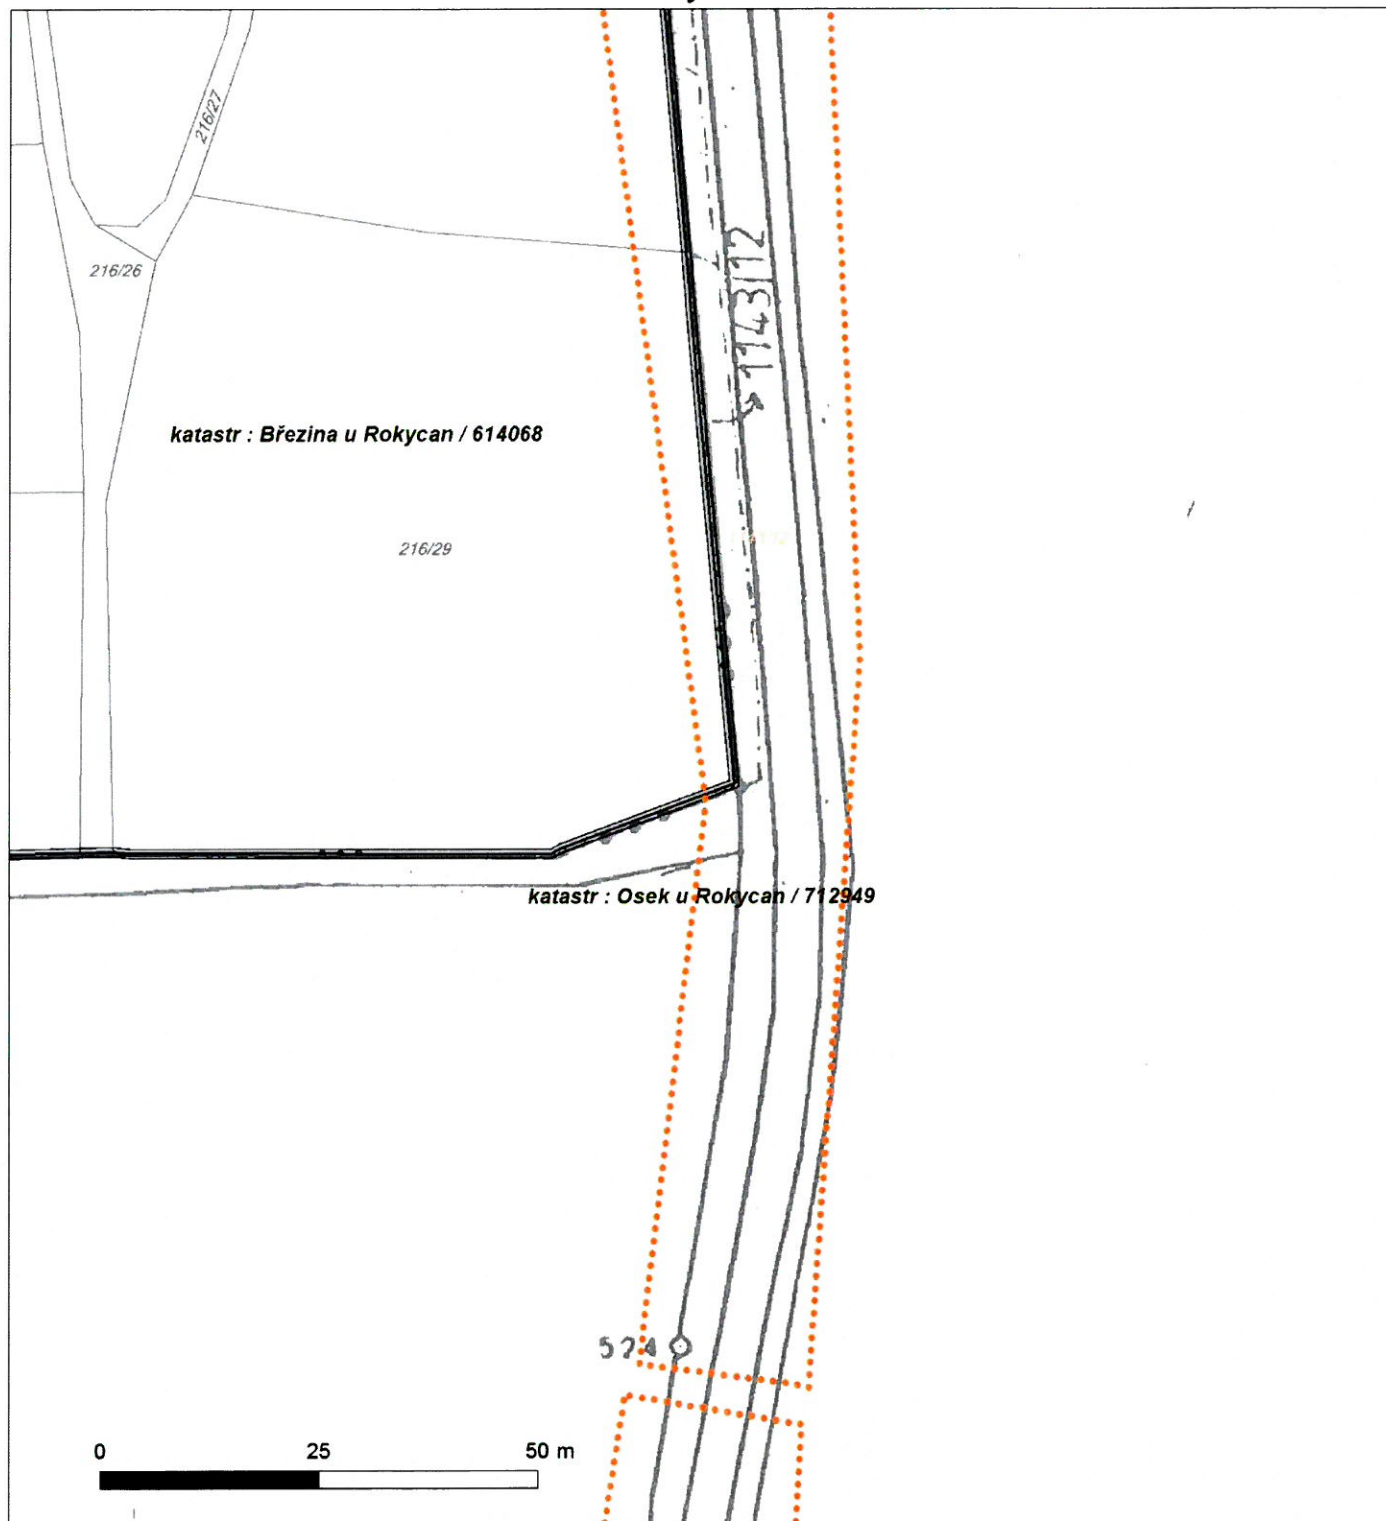 216/27
1143/12
216/26
katastr : Březina u Rokycan / 614068
216/29
katastr : Osek u Rokycan / 712949
524
0 25 50 m